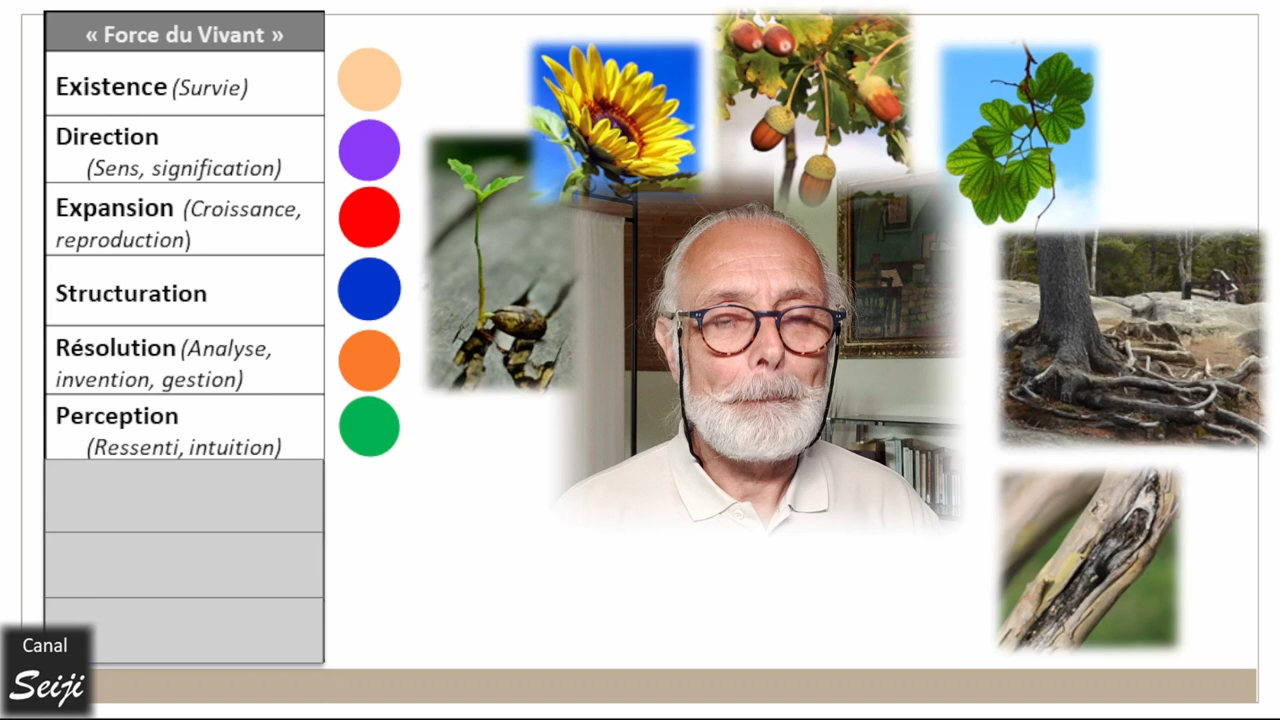 « Force du Vivant »
Existence (Survie)
Direction
(Sens, signification)
Expansion (Croissance,
reproduction)
Structuration
Résolution (Analyse,
invention, gestion)
Perception
(Ressenti, intuition)
Canal
Seiji